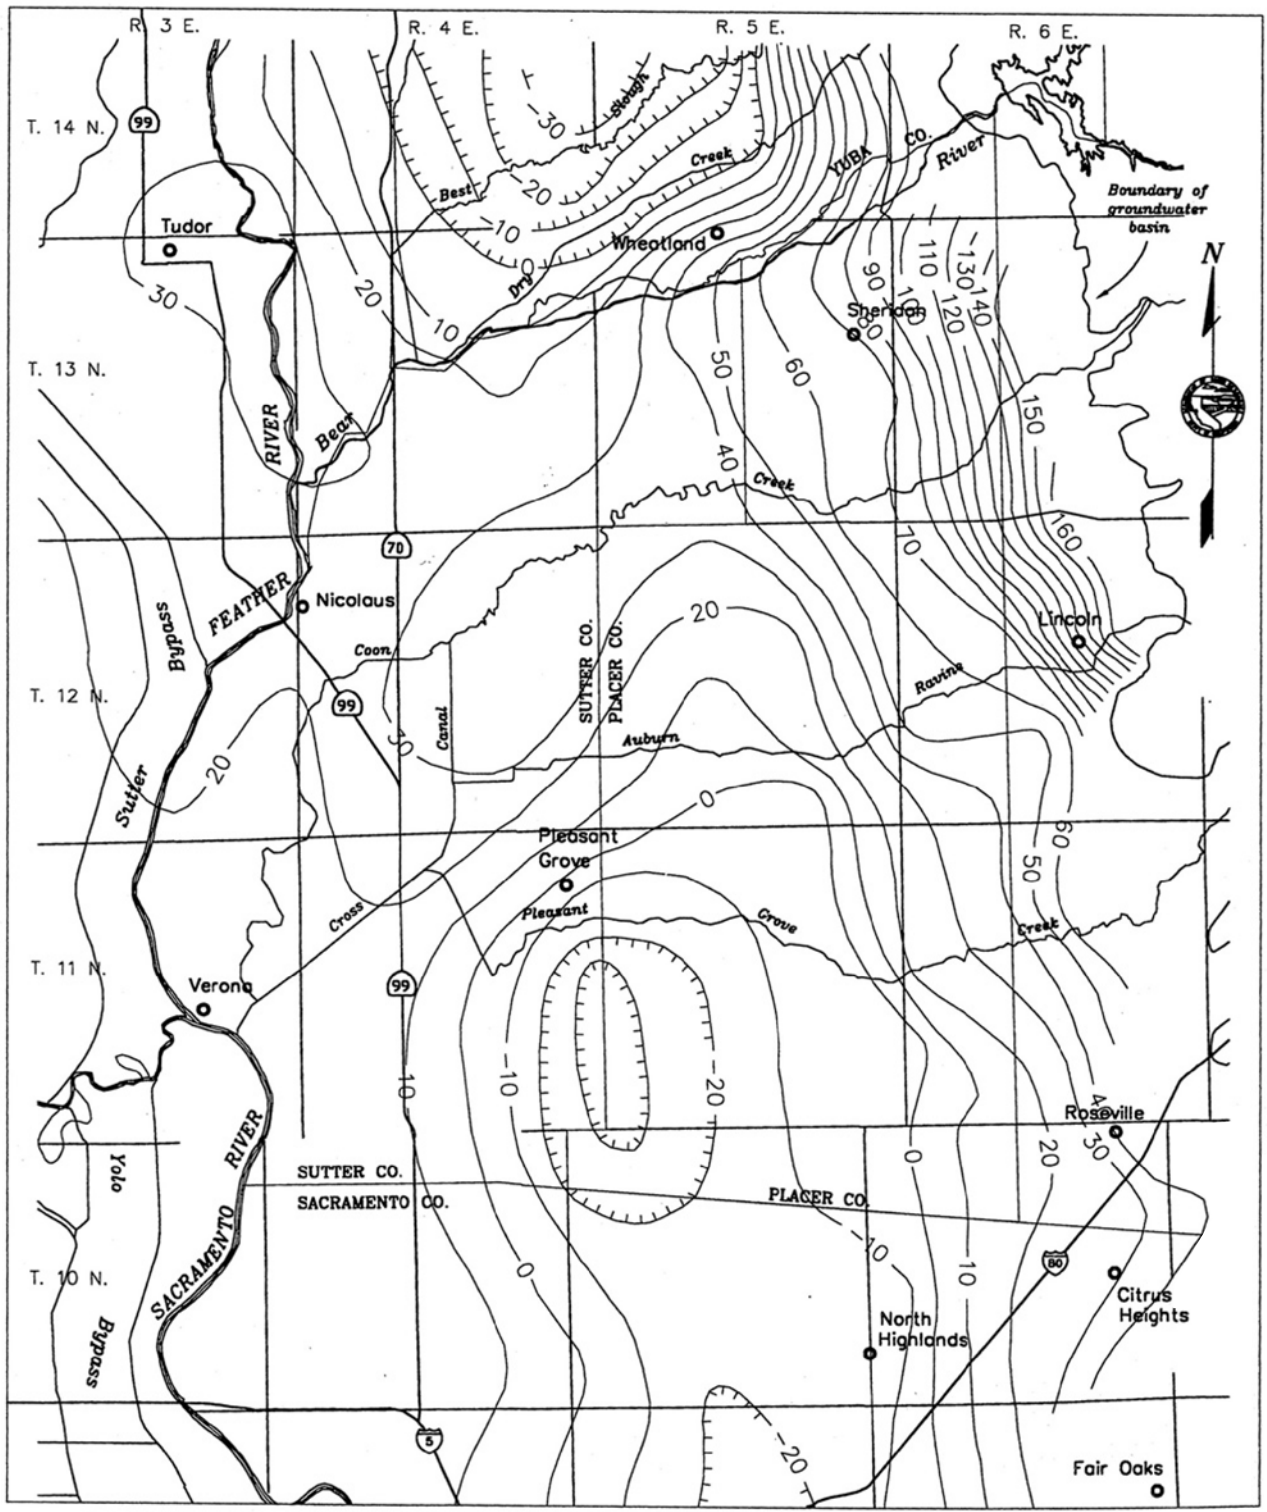 R. 3 E.
R. 4 E.
R. 5 E.
R. 6 E.
T. 14 N.
99
-30
Slough
-20
Creek
Best
YUBA CO.
River
Boundary of
groundwater
basin
N
Tudor
-10
Wheatland
0
Dry
30
20
10
90
100
110
120
-130
140
Sheridan
80
T. 13 N.
50
60
150
RIVER
Bear
40
Creek
70
70
160
FEATHER
Nicolaus
Bypass
Coon
20
SUTTER CO.
PLACER CO.
Lincoln
Ravine
T. 12 N.
99
Canal
30
Auburn
20
Sutter
0
Pleasant
Grove
60
50
Cross
Pleasant
Grove
Creek
T. 11 N.
Verona
99
10
-10
-20
40
Roseville
30
20
0
RIVER
Yolo
SUTTER CO.
SACRAMENTO CO.
PLACER CO.
SACRAMENTO
T. 10 N.
0
-10
10
80
Citrus
Heights
North
Highlands
Bypass
5
-20
Fair Oaks